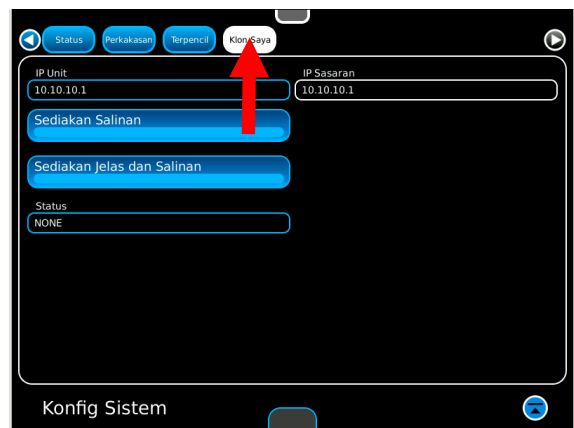 Status Perkakasan Terpencil Klon Saya
IP Unit IP Sasaran
10.10.10.1 10.10.10.1
Sediakan Salinan
Sediakan Jelas dan Salinan
Status
NONE
Konfig Sistem